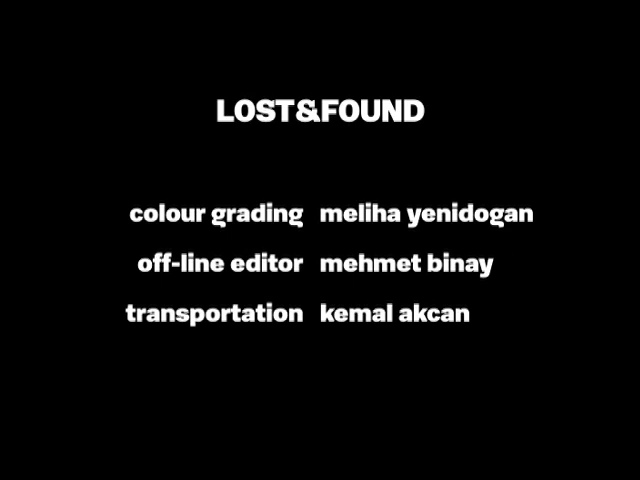 LOST&FOUND
colour grading meliha yenidogan
off-line editor mehmet binay
transportation kemal akcan